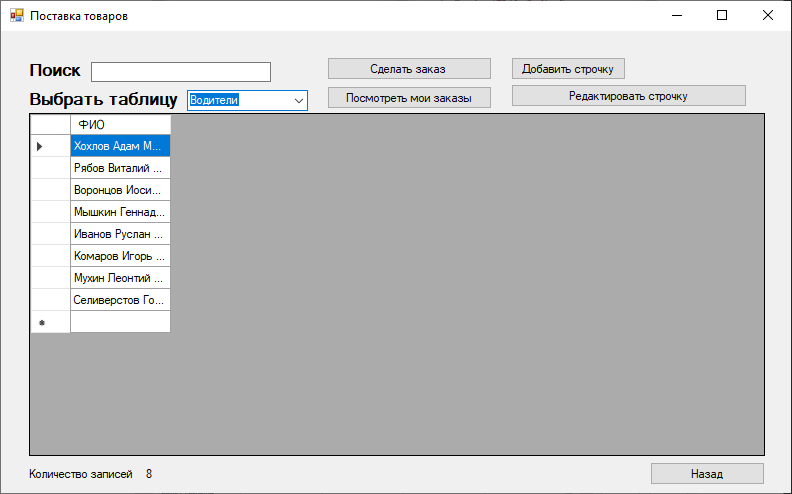 Поставка товаров
Поиск
Сделать заказ
Добавить строчку
Выбрать таблицу
Водители
Посмотреть мои заказы
Редактировать строчку
ФИО
Хохлов Адам М...
Рябов Виталий ...
Воронцов Иоси...
Мышкин Геннад...
Иванов Руслан ...
Комаров Игорь ...
Мухин Леонтий ...
Селиверстов Го...
Количество записей 8
Назад